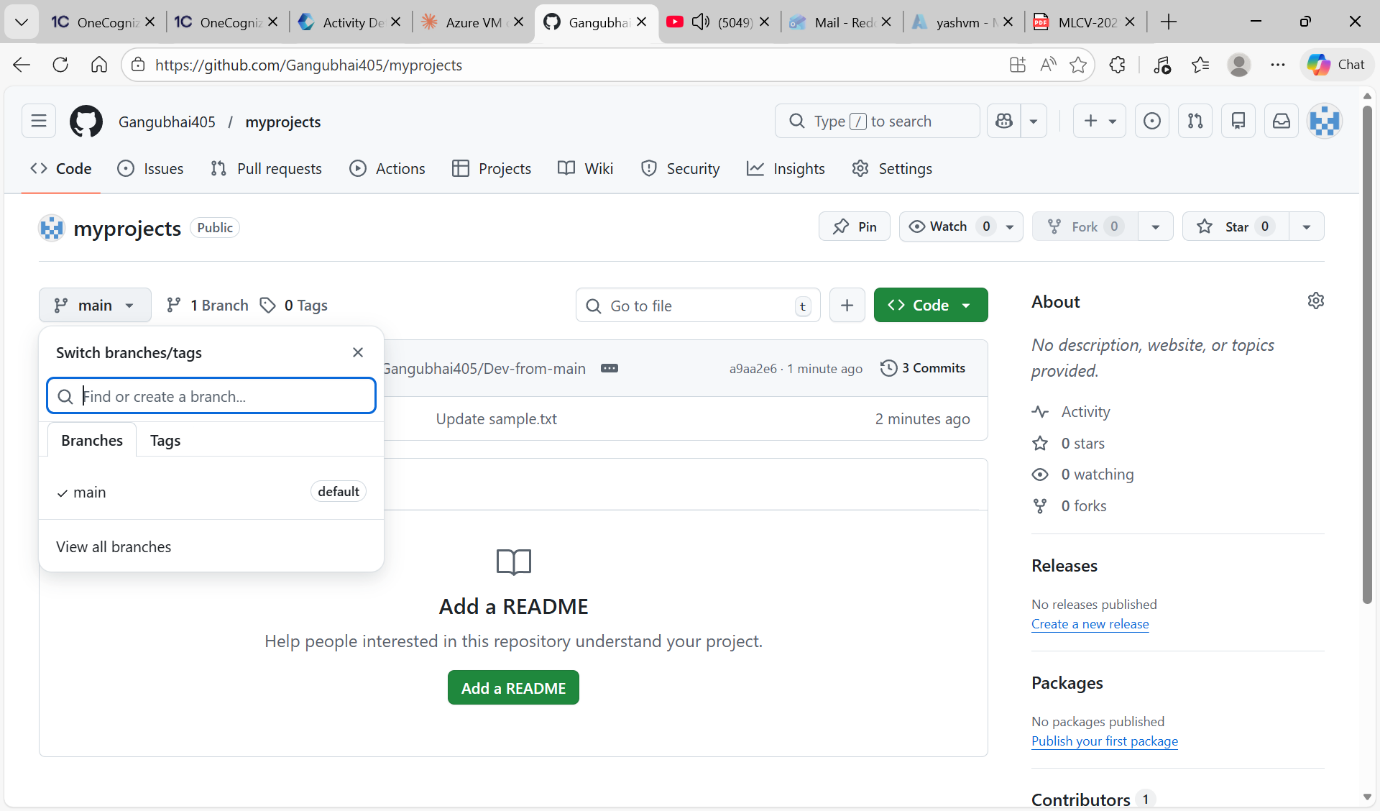 1C OneCogni
1C OneCogniz
Activity De
Azure VM
Gangubhai
(5049)
Mail - Red
yashvm - M
MLCV-202
https://github.com/Gangubhai405/myprojects
Chat
Gangubhai405 / myprojects
Type / to search
Code
Issues
Pull requests
Actions
Projects
Wiki
Security
Insights
Settings
myprojects Public
Pin
Watch 0
Fork 0
Star 0
main
1 Branch
0 Tags
Go to file t
Code
Switch branches/tags
Find or create a branch...
Branches
Tags
main default
View all branches
Gangubhai405/Dev-from-main
a9aa2e6 · 1 minute ago
3 Commits
Update sample.txt
2 minutes ago
Add a README
Help people interested in this repository understand your project.
Add a README
About
No description, website, or topics
provided.
Activity
0 stars
0 watching
0 forks
Releases
No releases published
Create a new release
Packages
No packages published
Publish your first package
Contributors 1